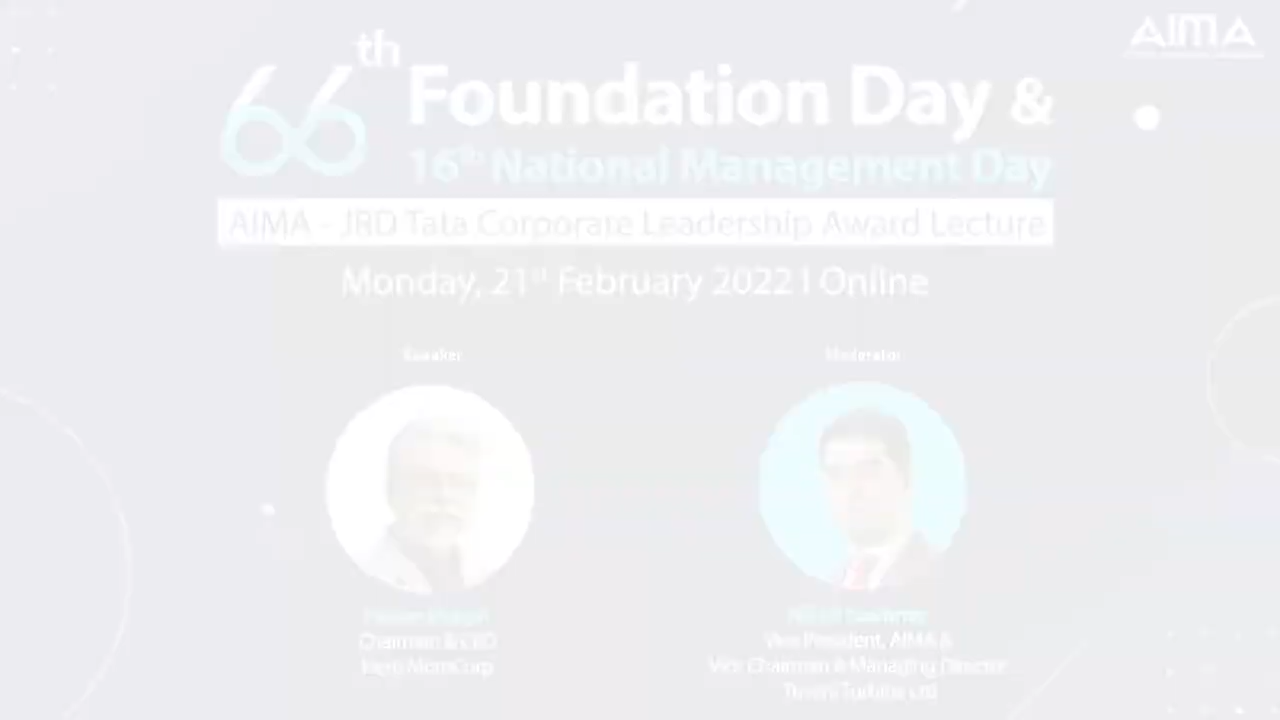 AIMA
66th Foundation Day &
16th National Management Day
AIMA - JRD Tata Corporate Leadership Award Lecture
Monday, 21st February 2022 I Online
Speaker
Moderator
Chairman & CEO
Hero MotoCorp
Vice President, AIMA &
Vice Chairman & Managing Director
Triveni Turbine Ltd